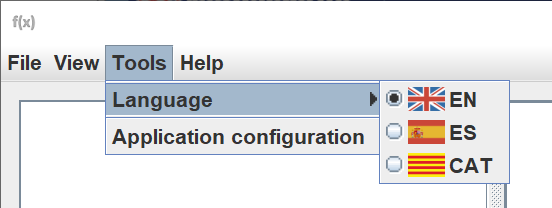 f(x)
File View Tools Help
Language
EN
Application configuration
ES
CAT